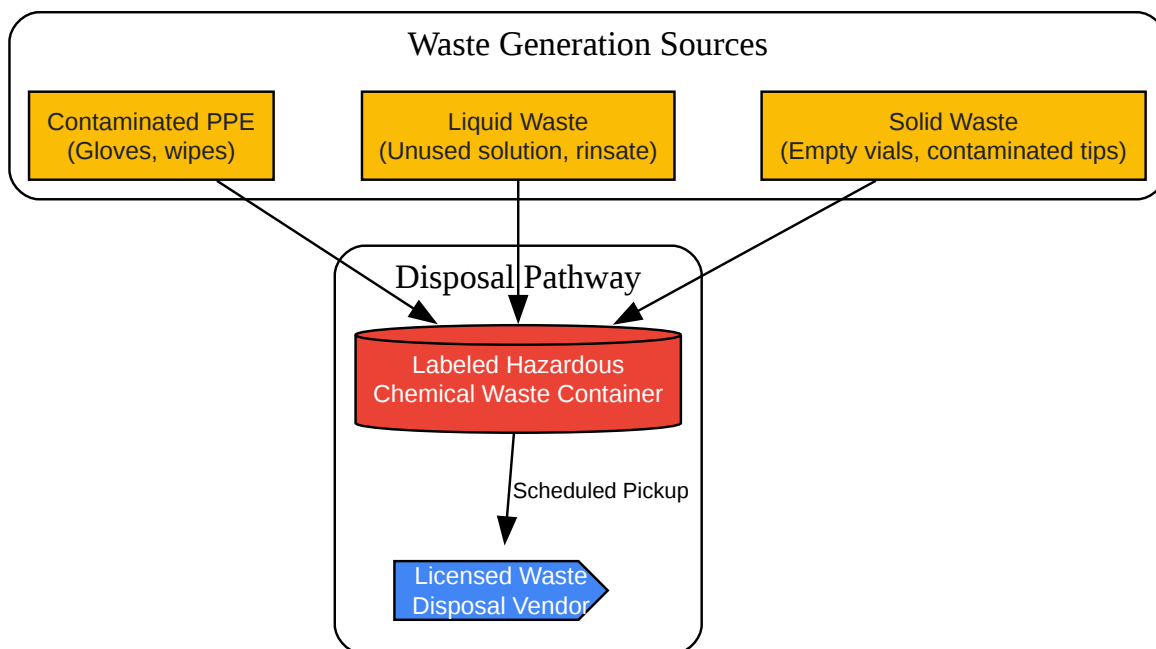 Waste Generation Sources
Contaminated PPE
(Gloves, wipes)
Liquid Waste
(Unused solution, rinsate)
Solid Waste
(Empty vials, contaminated tips)
Disposal Pathway
Labeled Hazardous
Chemical Waste Container
Scheduled Pickup
Licensed Waste
Disposal Vendor